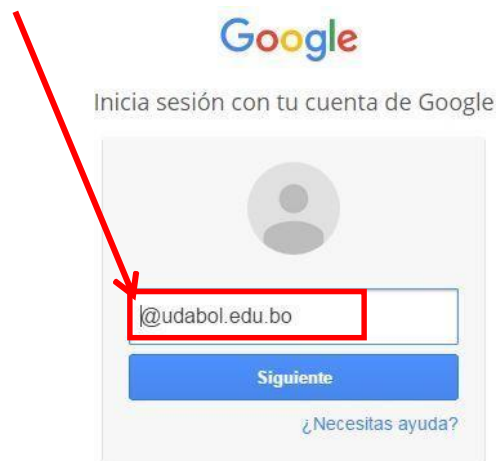 Google
Inicia sesión con tu cuenta de Google
@udabol.edu.bo
Siguiente
¿Necesitas ayuda?